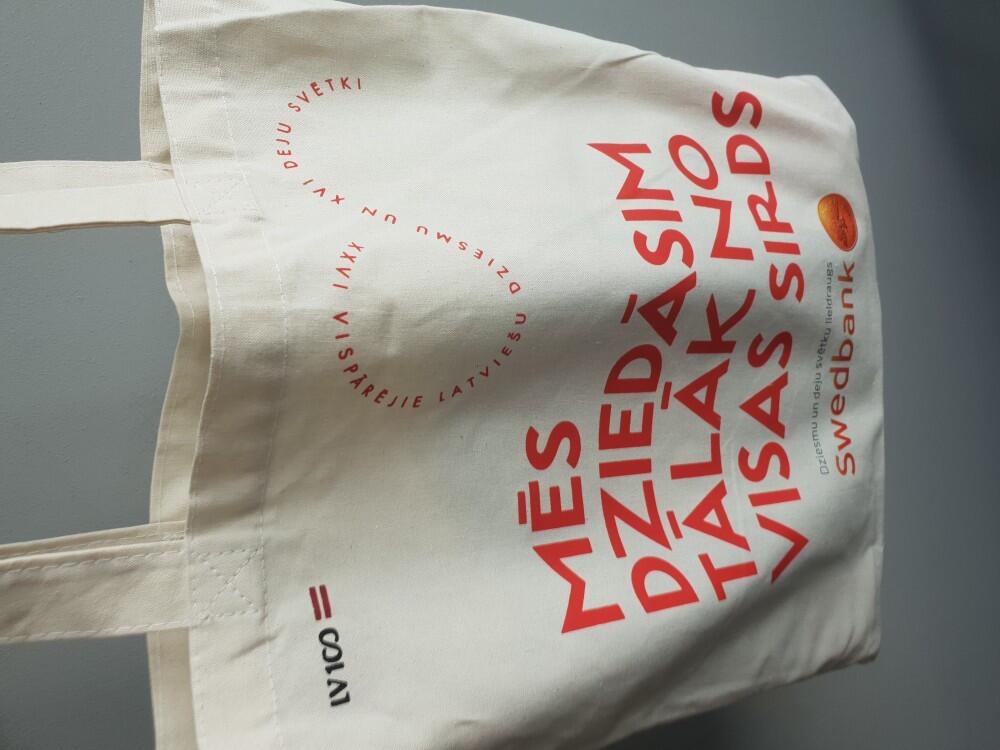 LV100
XXVI VISPĀRĒJIE LATVIEŠU DZIESMU UN XVI DEJU SVĒTKI
MĒS
DZIEDĀSIM
TĀLĀK NO
VISAS SIRDS
Dziesmu un deju svētku lieldraugs
Swedbank